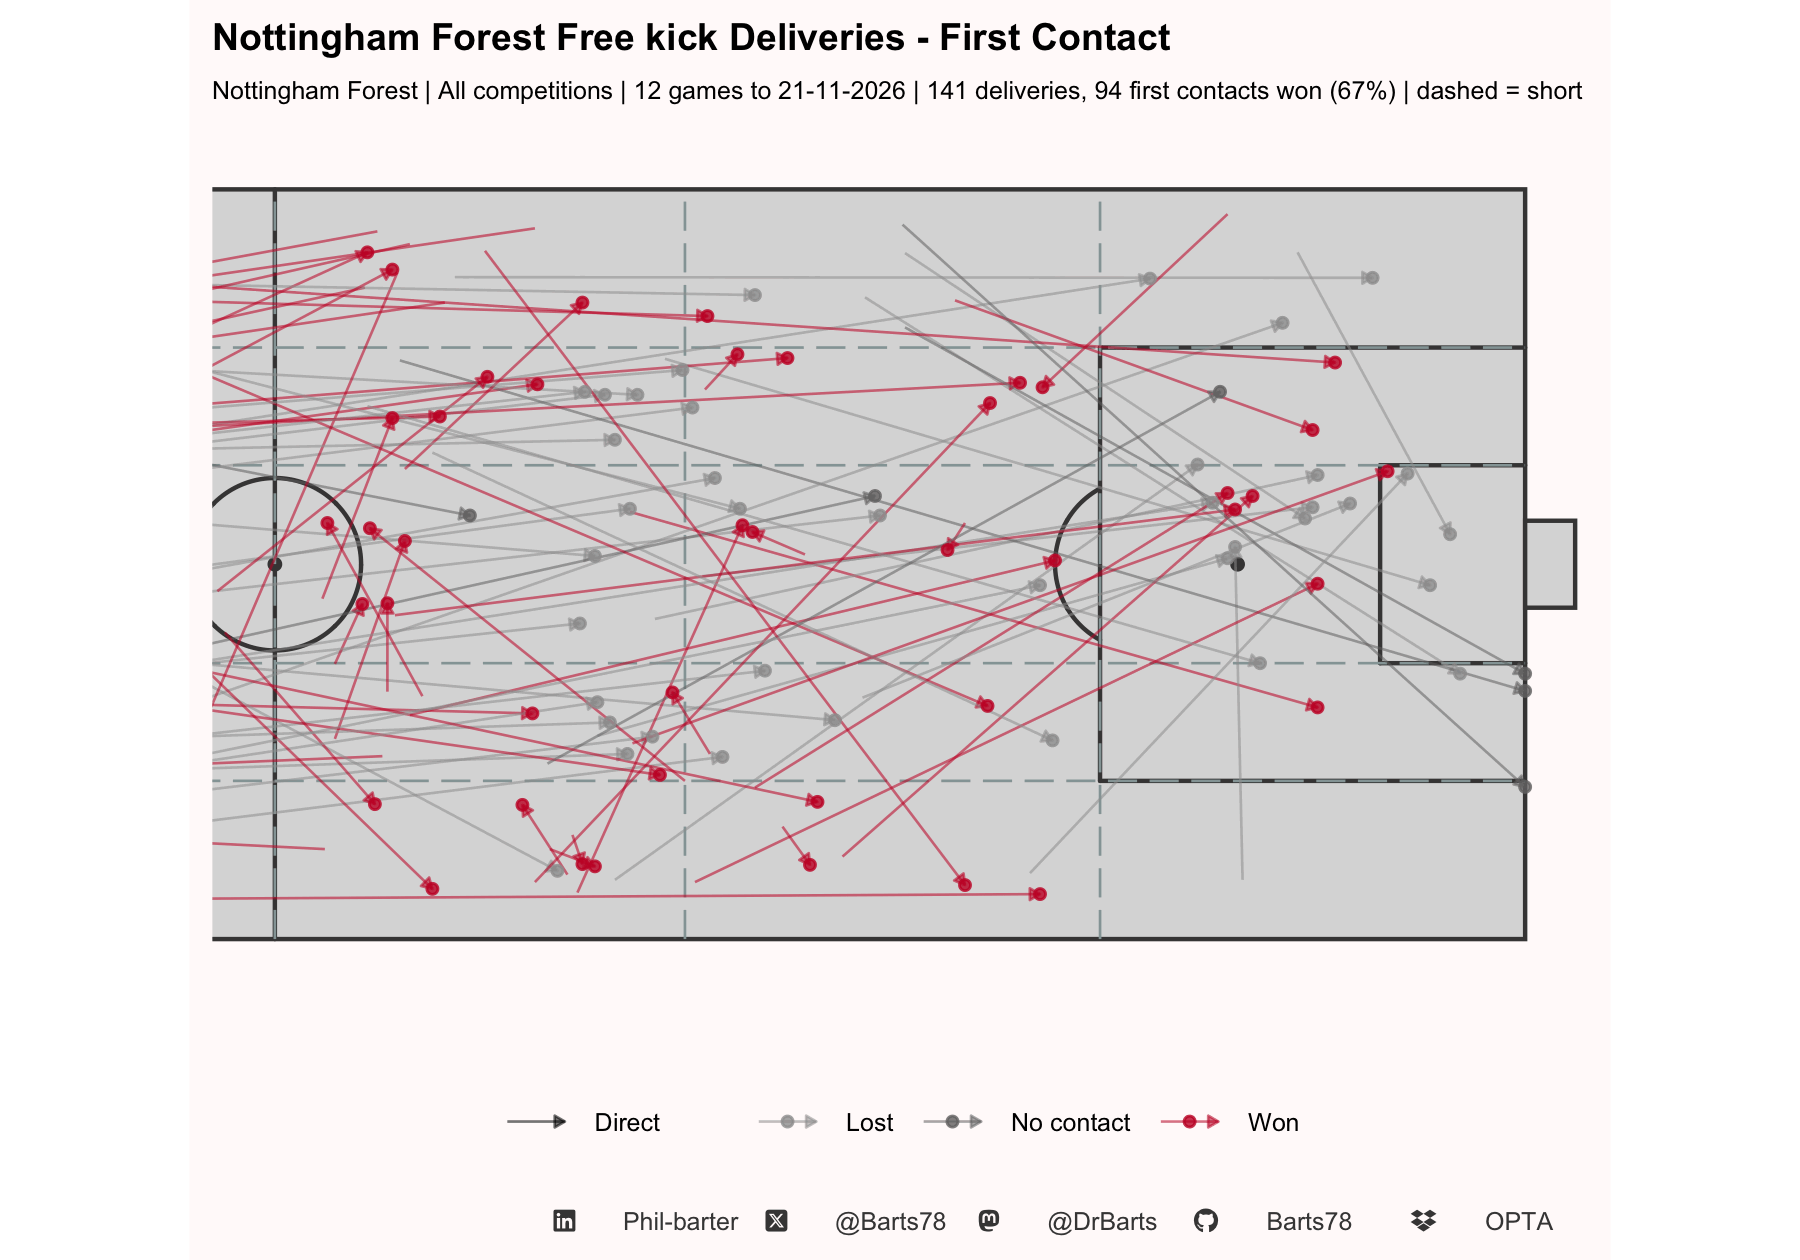 Nottingham Forest Free kick Deliveries - First Contact
Nottingham Forest | All competitions | 12 games to 21-11-2026 | 141 deliveries, 94 first contacts won (67%) | dashed = short
Direct Lost No contact Won
Phil-barter @Barts78 @DrBarts Barts78 OPTA